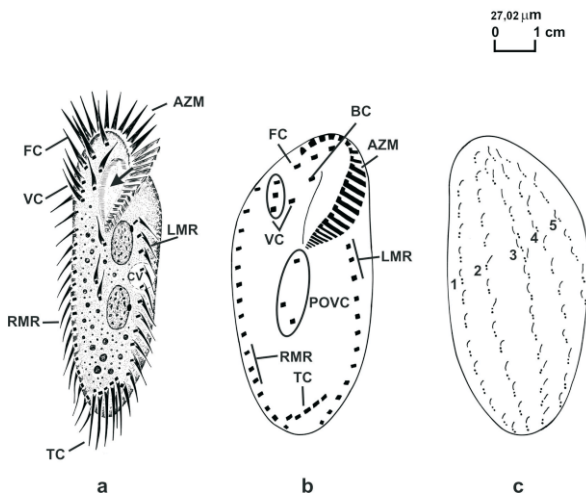 27,02 µm
0 1 cm
AZM
FC
VC
LMR
CV
RMR
TC
a
BC
FC
AZM
VC
LMR
POVC
RMR
TC
b
1
2
3
4
5
c